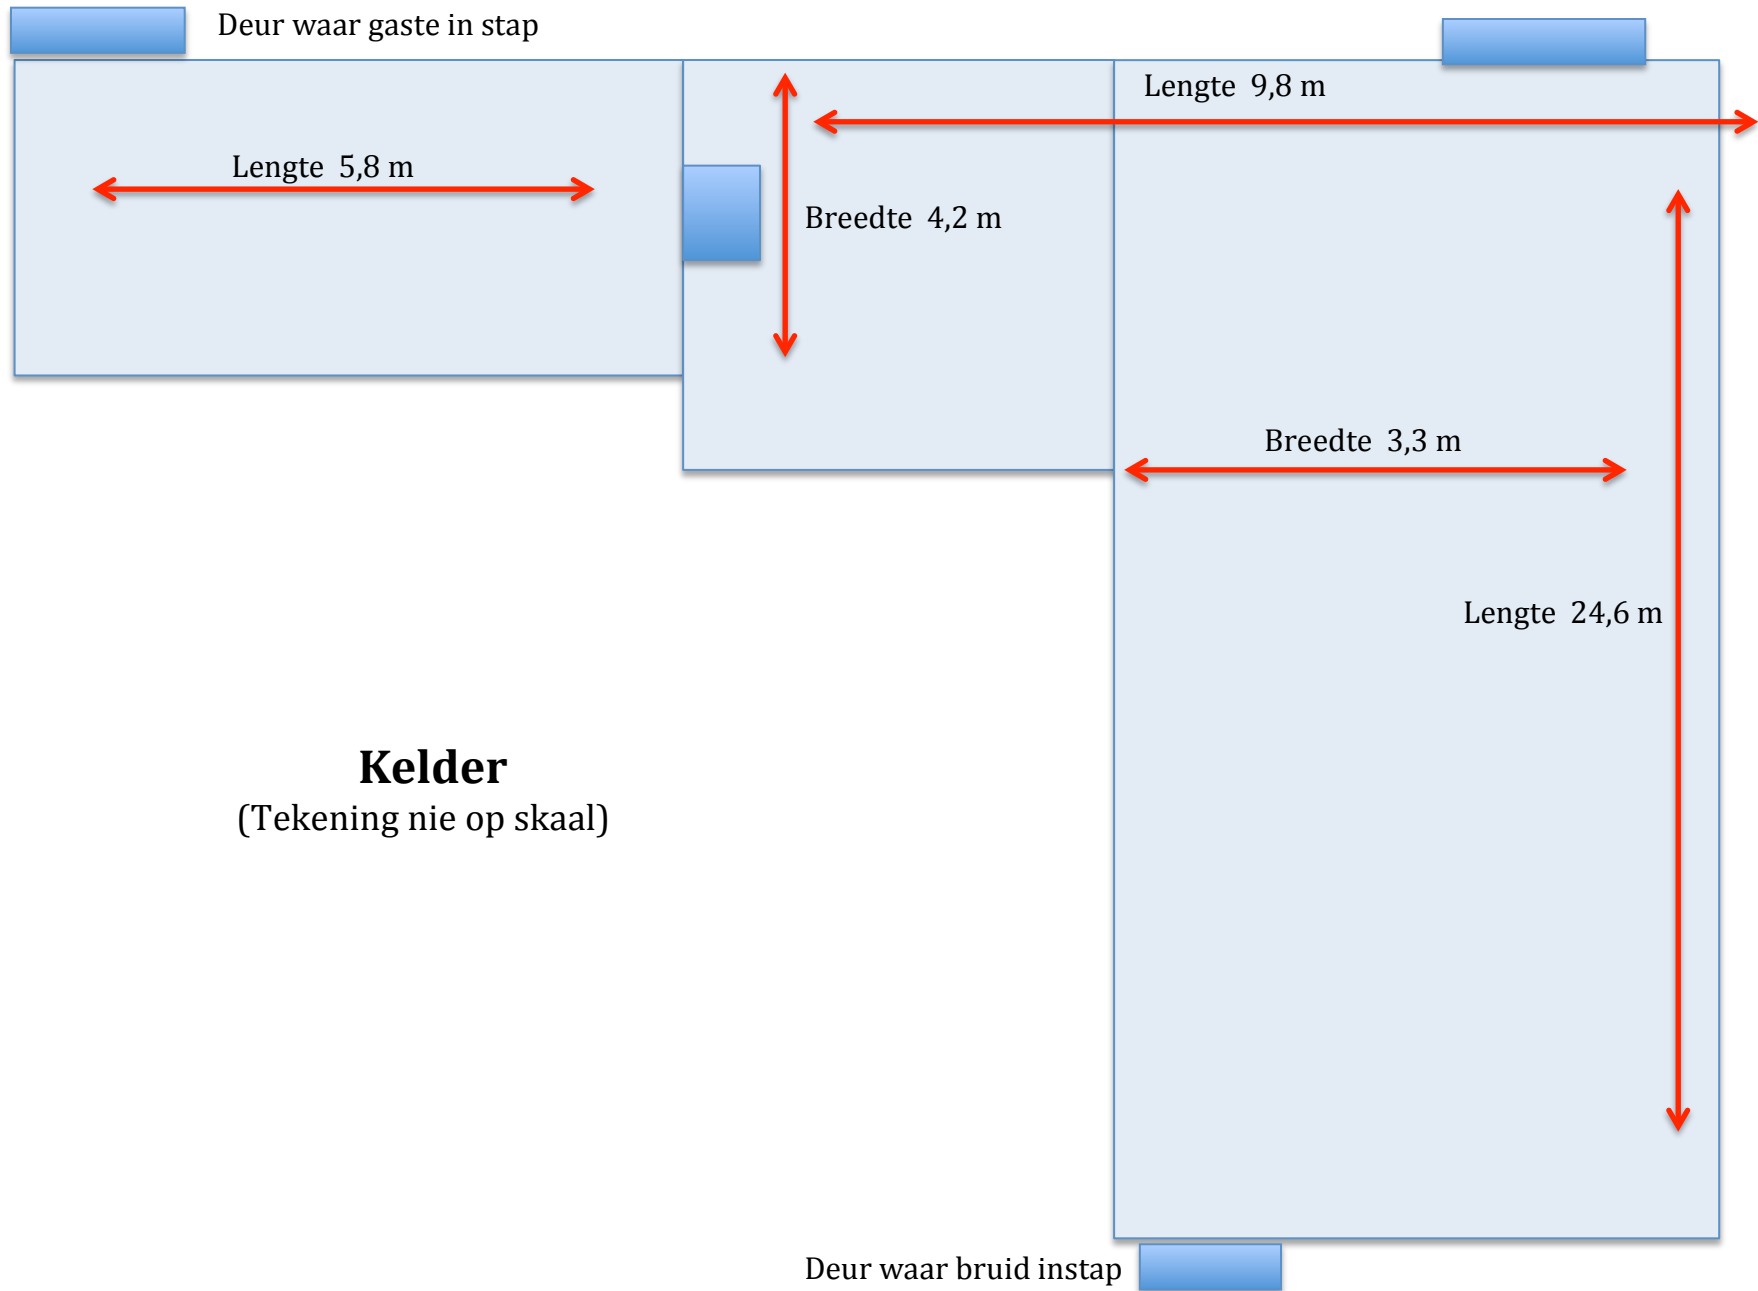 Deur waar gaste in stap
Lengte  9,8 m
Lengte  5,8 m
Breedte  4,2 m
Breedte  3,3 m
Lengte  24,6 m
Kelder
(Tekening nie op skaal)
Deur waar bruid instap